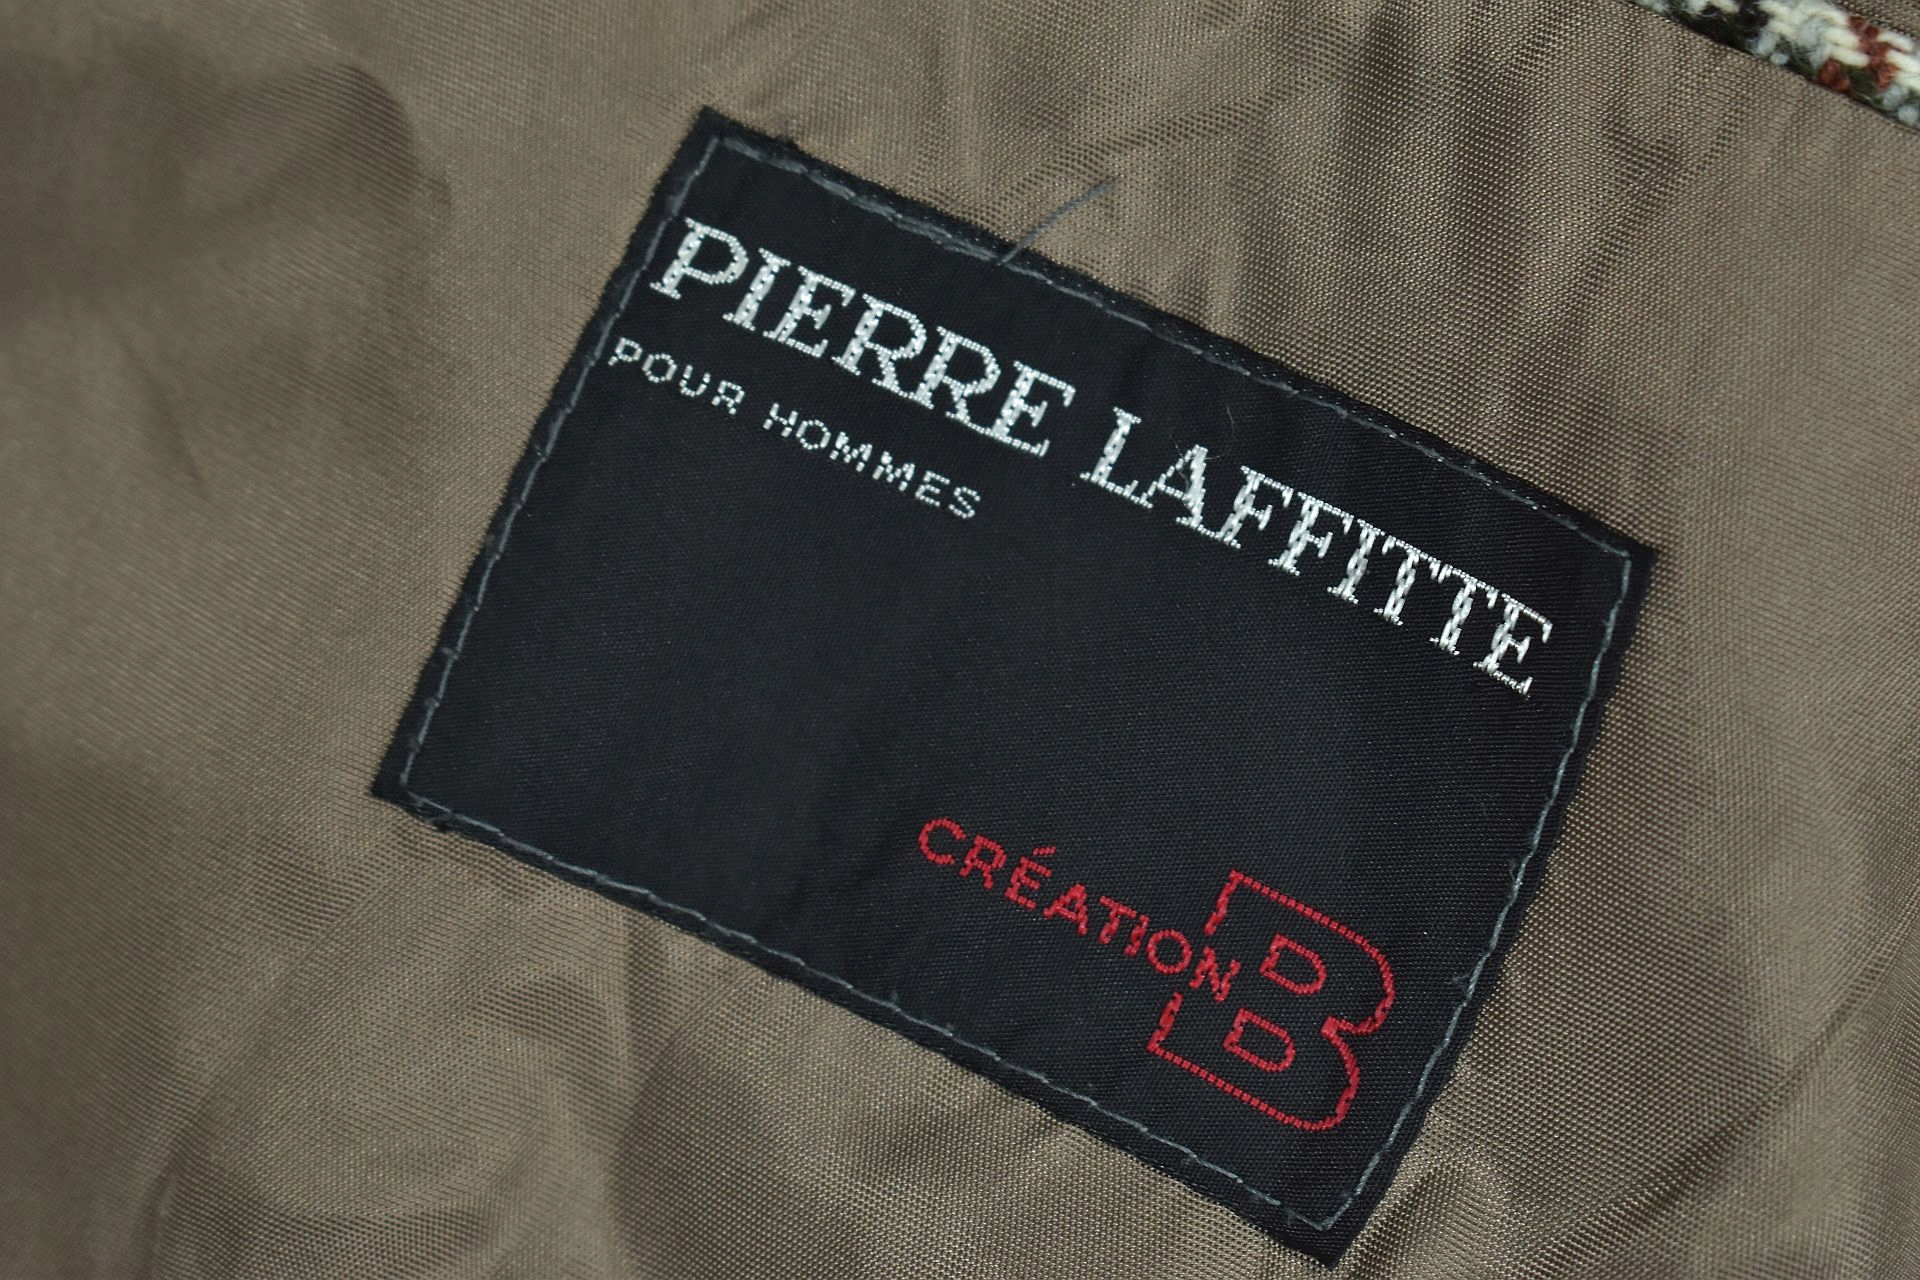 PIERRE LAFFITTE
POUR HOMMES
CRÉATION B